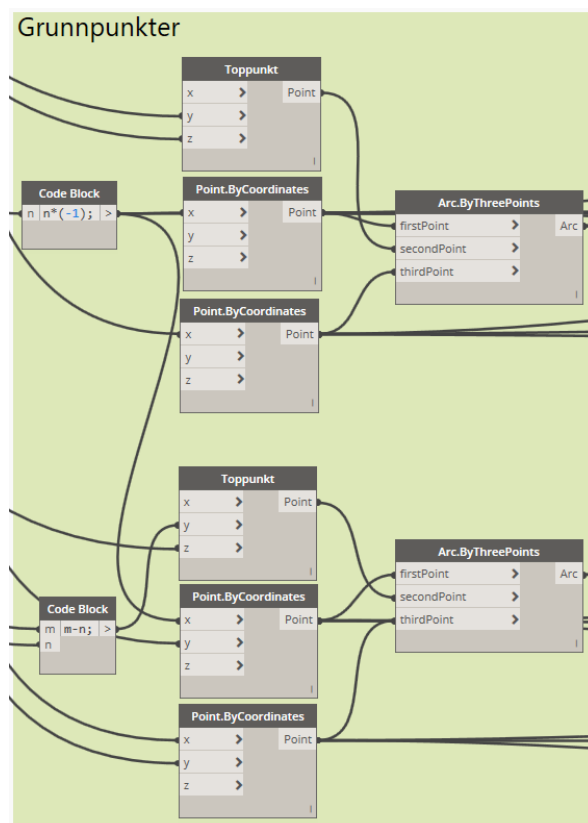 Grunnpunkter
Toppunkt
x > Point
y >
z >
Code Block
n n*(-1); >
Point.ByCoordinates
x > Point
y >
z >
Arc.ByThreePoints
firstPoint > Arc
secondPoint >
thirdPoint >
Point.ByCoordinates
x > Point
y >
z >
Toppunkt
x > Point
y >
z >
Arc.ByThreePoints
firstPoint > Arc
secondPoint >
thirdPoint >
Code Block
m m-n; >
n
Point.ByCoordinates
x > Point
y >
z >
Point.ByCoordinates
x > Point
y >
z >